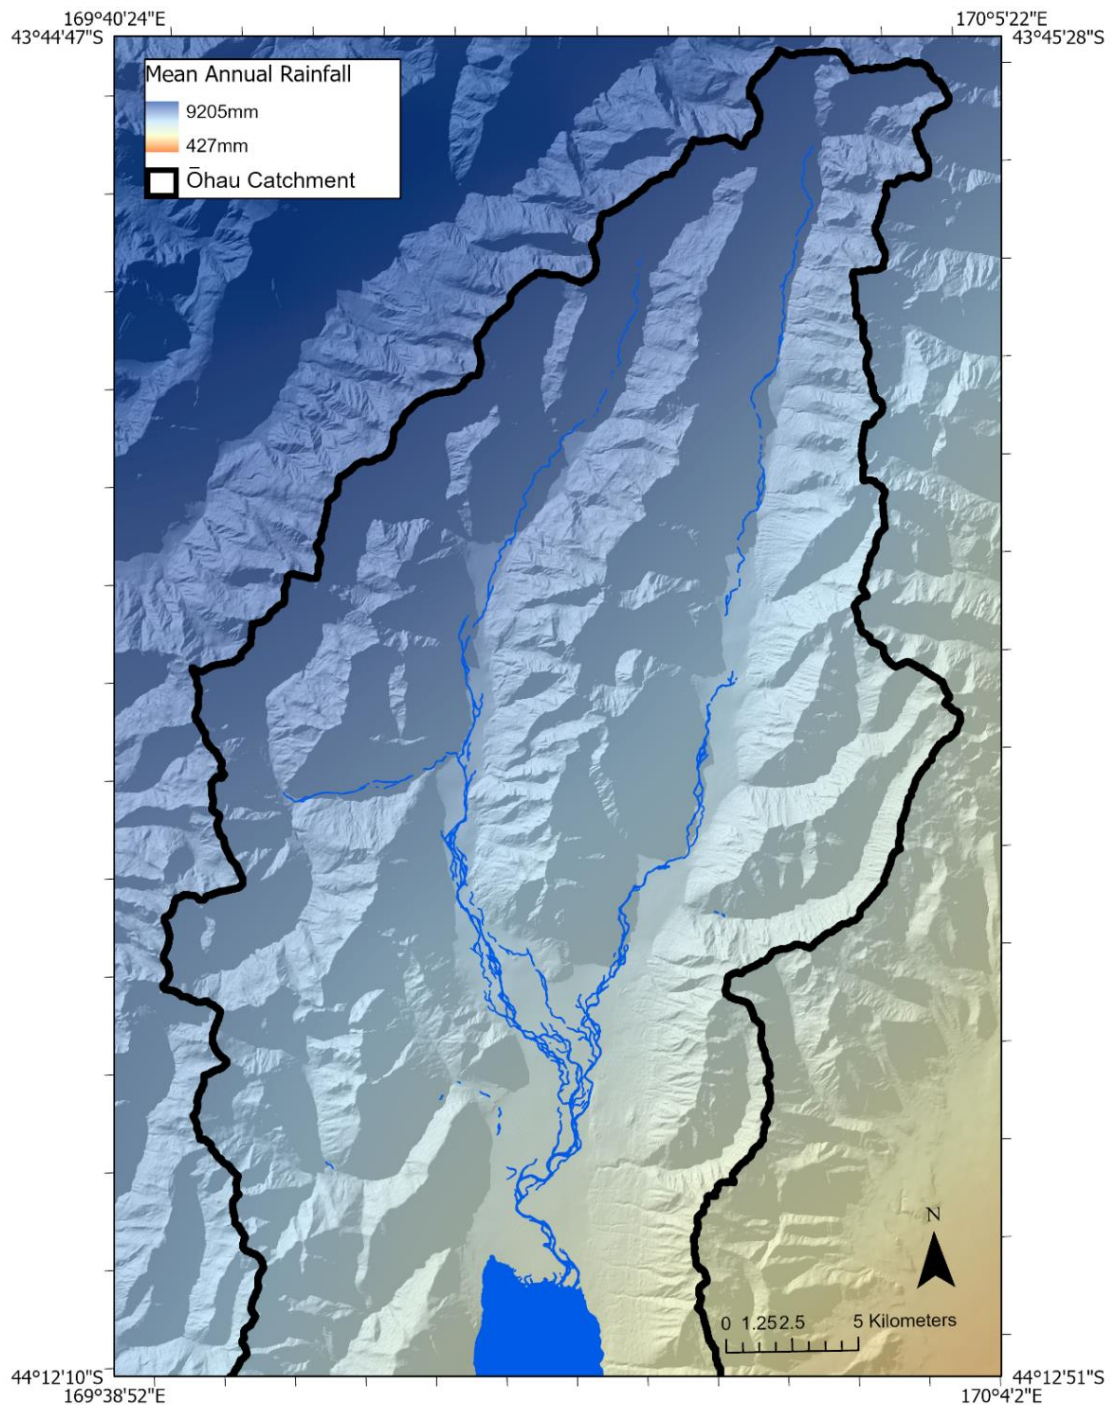 169°40'24"E 170°5'22"E
43°44'47"S 43°45'28"S
Mean Annual Rainfall
9205mm
427mm
Ōhau Catchment
N
0 1.25 2.5 5 Kilometers
44°12'10"S 44°12'51"S
169°38'52"E 170°4'2"E